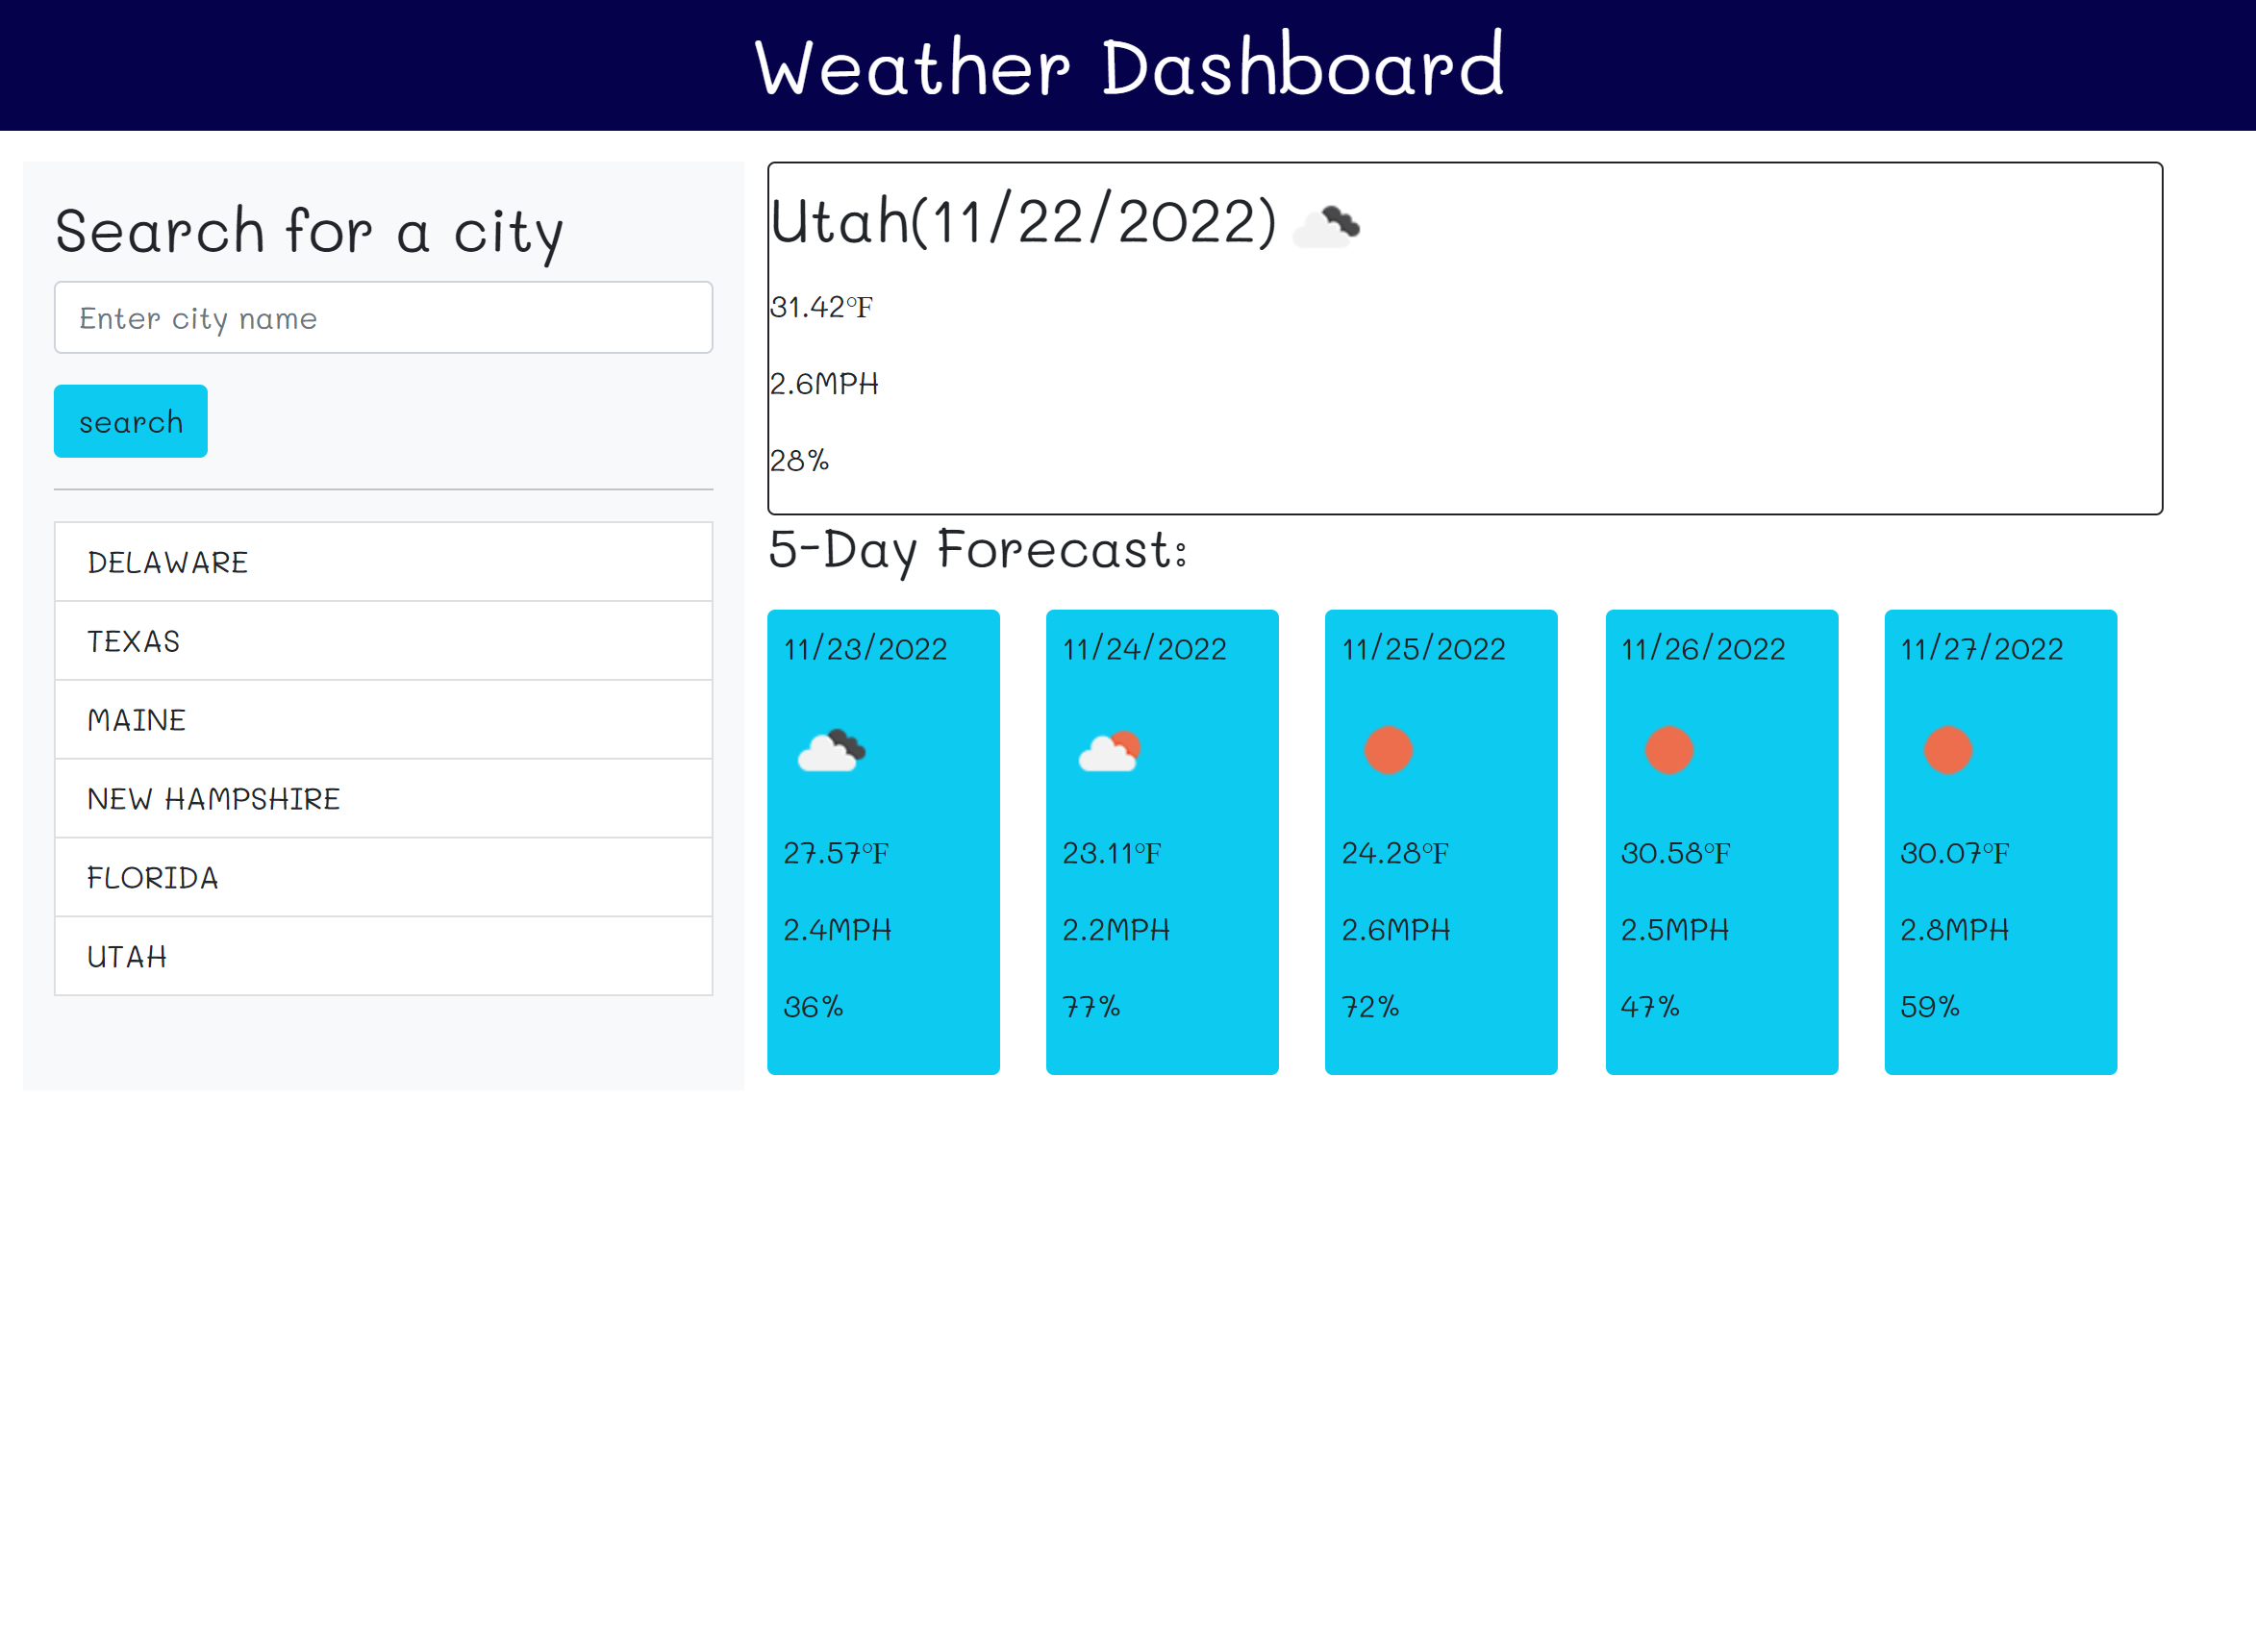 Weather Dashboard
Search for a city
Enter city name
search
DELAWARE
TEXAS
MAINE
NEW HAMPSHIRE
FLORIDA
UTAH
Utah(11/22/2022)
31.42°F
2.6MPH
28%
5-Day Forecast:
11/23/2022
27.57°F
2.4MPH
36%
11/24/2022
23.11°F
2.2MPH
77%
11/25/2022
24.28°F
2.6MPH
72%
11/26/2022
30.58°F
2.5MPH
47%
11/27/2022
30.07°F
2.8MPH
59%